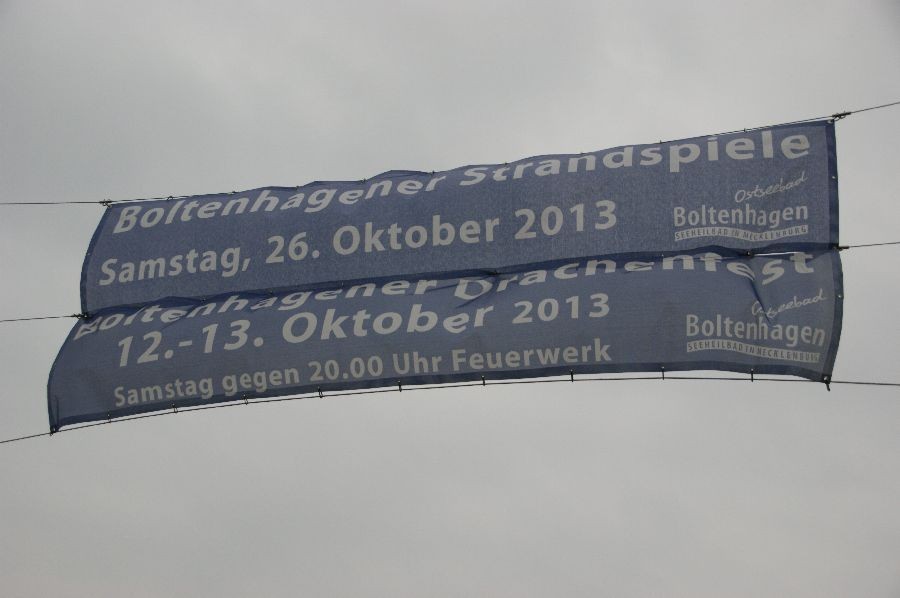 Boltenhagener Strandspiele
Samstag, 26. Oktober 2013
Ostseebad
Boltenhagen
SEEHEILBAD IN MECKLENBURG
Boltenhagener Drachenfest
12.-13. Oktober 2013
Samstag gegen 20.00 Uhr Feuerwerk
Ostseebad
Boltenhagen
SEEHEILBAD IN MECKLENBURG